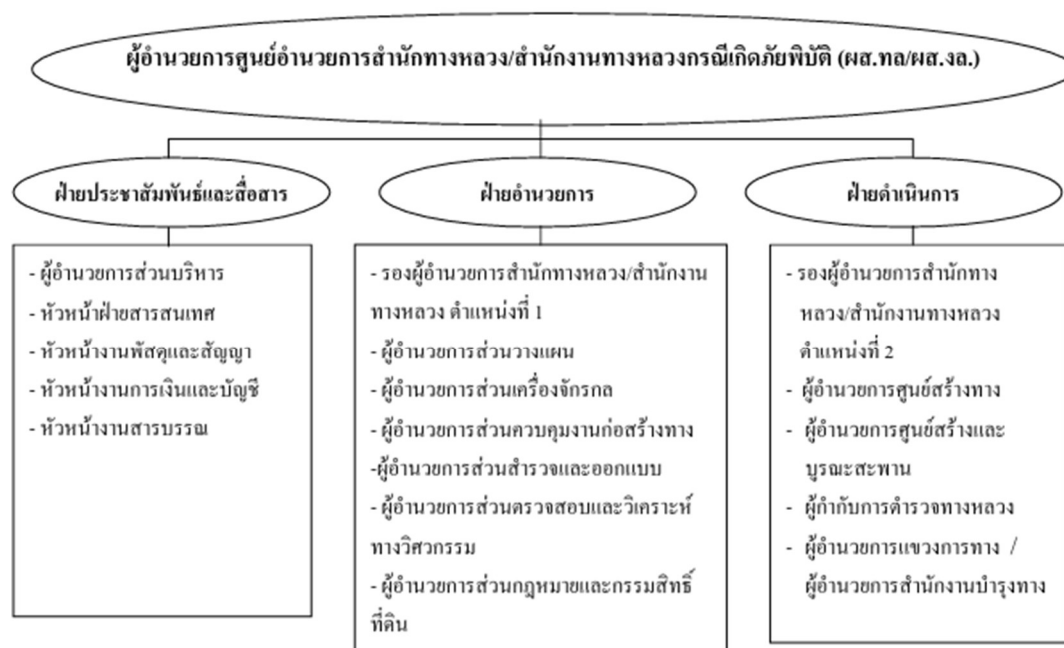 ผู้อำนวยการศูนย์อำนวยการสำนักทางหลวง/สำนักงานทางหลวงกรณีเกิดภัยพิบัติ (ผส.ทล/ผส.งล.)
ฝ่ายประชาสัมพันธ์และสื่อสาร
- ผู้อำนวยการส่วนบริหาร
- หัวหน้าฝ่ายสารสนเทศ
- หัวหน้างานพัสดุและสัญญา
- หัวหน้างานการเงินและบัญชี
- หัวหน้างานสารบรรณ
ฝ่ายอำนวยการ
- รองผู้อำนวยการสำนักทางหลวง/สำนักงาน
ทางหลวง ตำแหน่งที่ 1
- ผู้อำนวยการส่วนวางแผน
- ผู้อำนวยการส่วนเครื่องจักรกล
- ผู้อำนวยการส่วนควบคุมงานก่อสร้างทาง
-ผู้อำนวยการส่วนสำรวจและออกแบบ
- ผู้อำนวยการส่วนตรวจสอบและวิเคราะห์
ทางวิศวกรรม
- ผู้อำนวยการส่วนกฎหมายและกรรมสิทธิ์
ที่ดิน
ฝ่ายดำเนินการ
- รองผู้อำนวยการสำนักทาง
หลวง/สำนักงานทางหลวง
ตำแหน่งที่ 2
- ผู้อำนวยการศูนย์สร้างทาง
- ผู้อำนวยการศูนย์สร้างและ
บูรณะสะพาน
- ผู้กำกับการตำรวจทางหลวง
- ผู้อำนวยการแขวงการทาง /
ผู้อำนวยการสำนักงานบำรุงทาง